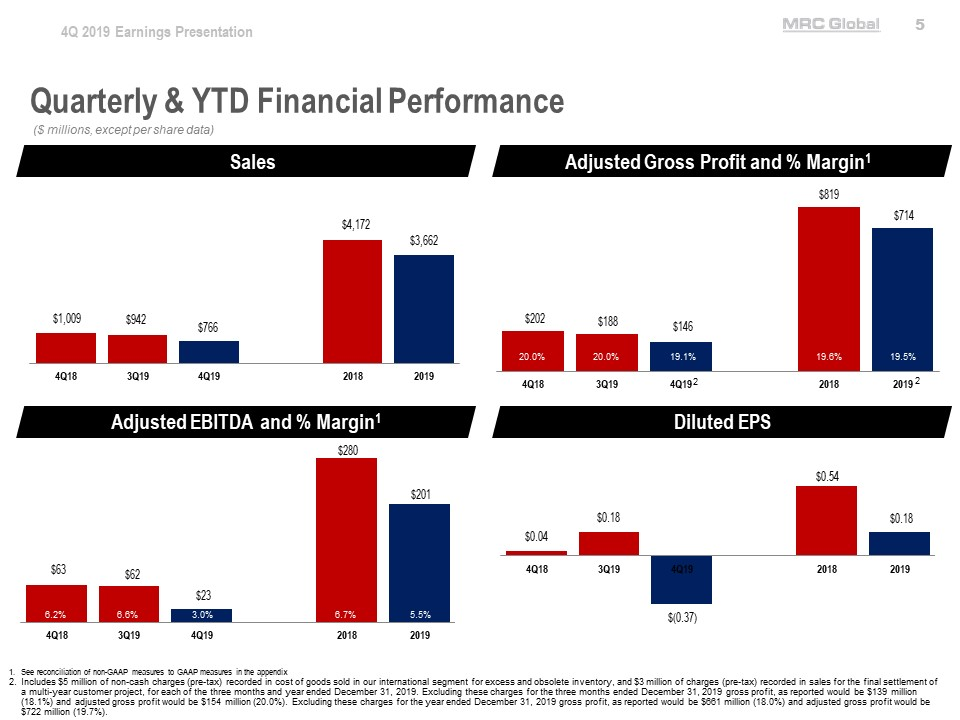 4Q 2019 Earnings Presentation
MRC Global 5
Quarterly & YTD Financial Performance
($ millions, except per share data)
Sales
$1,009 $942 $766 $4,172 $3,662
4Q18 3Q19 4Q19 2018 2019
Adjusted Gross Profit and % Margin1
$202 $188 $146 $819 $714
20.0% 20.0% 19.1% 19.6% 19.5%
4Q18 3Q19 4Q19 2 2018 2019 2
Adjusted EBITDA and % Margin1
$63 $62 $23 $280 $201
6.2% 6.6% 3.0% 6.7% 5.5%
4Q18 3Q19 4Q19 2018 2019
Diluted EPS
$0.04 $0.18 $0.54 $0.18
4Q18 3Q19 4Q19 2018 2019
$(0.37)
1. See reconciliation of non-GAAP measures to GAAP measures in the appendix
2. Includes $5 million of non-cash charges (pre-tax) recorded in cost of goods sold in our international segment for excess and obsolete inventory, and $3 million of charges (pre-tax) recorded in sales for the final settlement of
a multi-year customer project, for each of the three months and year ended December 31, 2019. Excluding these charges for the three months ended December 31, 2019 gross profit, as reported would be $139 million
(18.1%) and adjusted gross profit would be $154 million (20.0%). Excluding these charges for the year ended December 31, 2019 gross profit, as reported would be $661 million (18.0%) and adjusted gross profit would be
$722 million (19.7%).